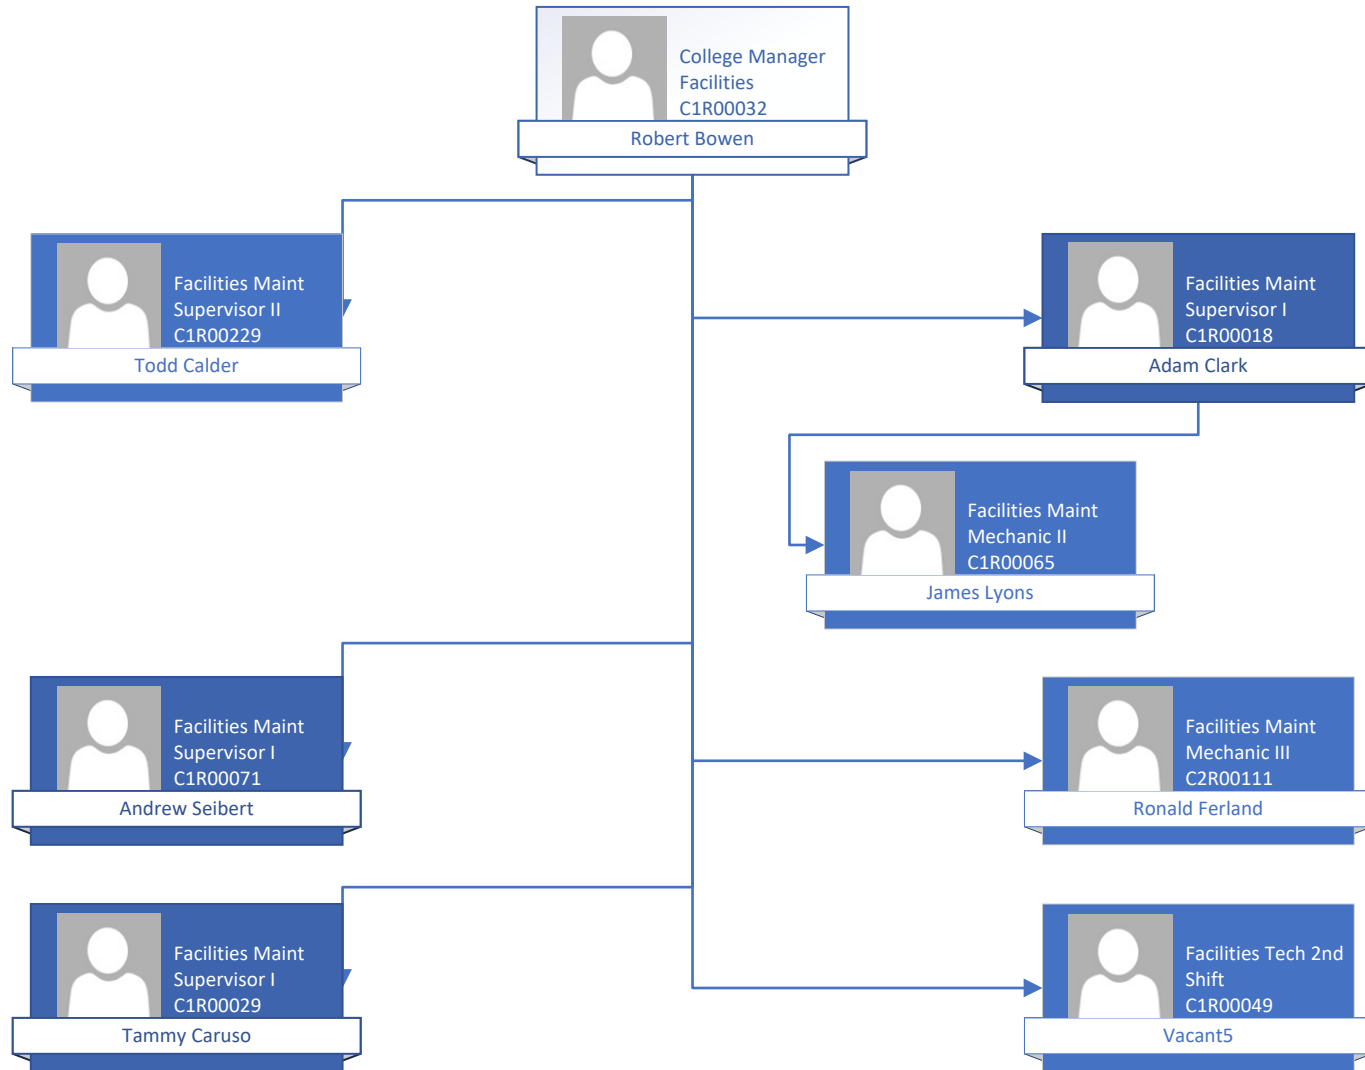 College Manager
Facilities
C1R00032
Robert Bowen
Facilities Maint
Supervisor II
C1R00229
Todd Calder
Facilities Maint
Supervisor I
C1R00018
Adam Clark
Facilities Maint
Mechanic II
C1R00065
James Lyons
Facilities Maint
Supervisor I
C1R00071
Andrew Seibert
Facilities Maint
Mechanic III
C2R00111
Ronald Ferland
Facilities Maint
Supervisor I
C1R00029
Tammy Caruso
Facilities Tech 2nd
Shift
C1R00049
Vacant5